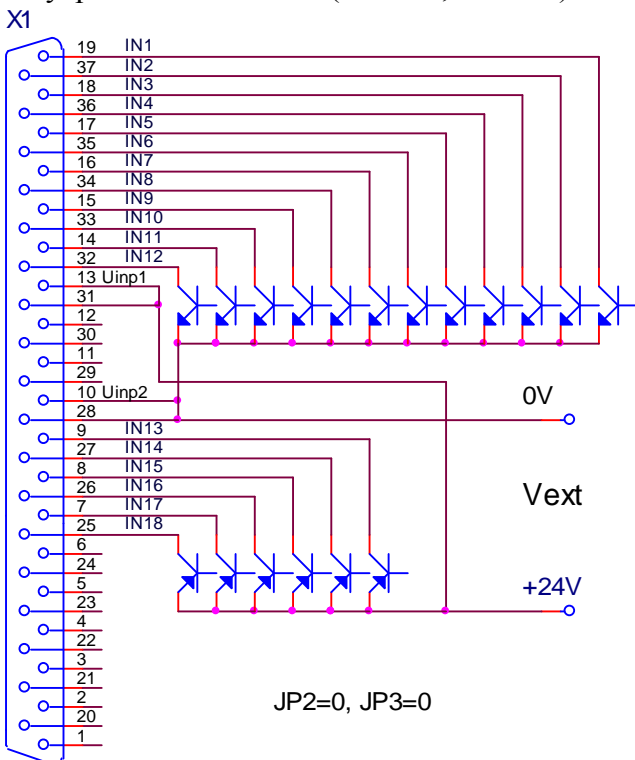 X1
19 IN1
37 IN2
18 IN3
36 IN4
17 IN5
35 IN6
16 IN7
34 IN8
15 IN9
33 IN10
14 IN11
32 IN12
13 Uinp1
31
12
30
11
29
10 Uinp2
0V
28
9 IN13
27 IN14
8 IN15
26 IN16
Vext
7 IN17
25 IN18
6
24
5
+24V
23
4
22
3
21
2
JP2=0, JP3=0
20
1